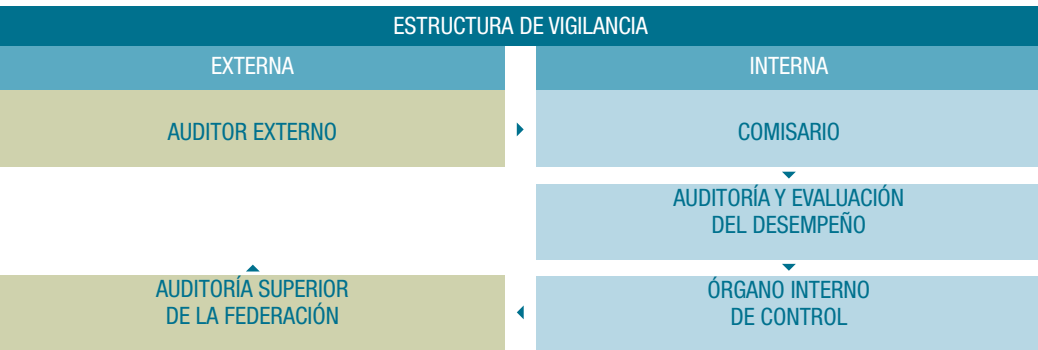 ESTRUCTURA DE VIGILANCIA
EXTERNA
INTERNA
AUDITOR EXTERNO
COMISARIO
AUDITORÍA Y EVALUACIÓN
DEL DESEMPEÑO
AUDITORÍA SUPERIOR
DE LA FEDERACIÓN
ÓRGANO INTERNO
DE CONTROL